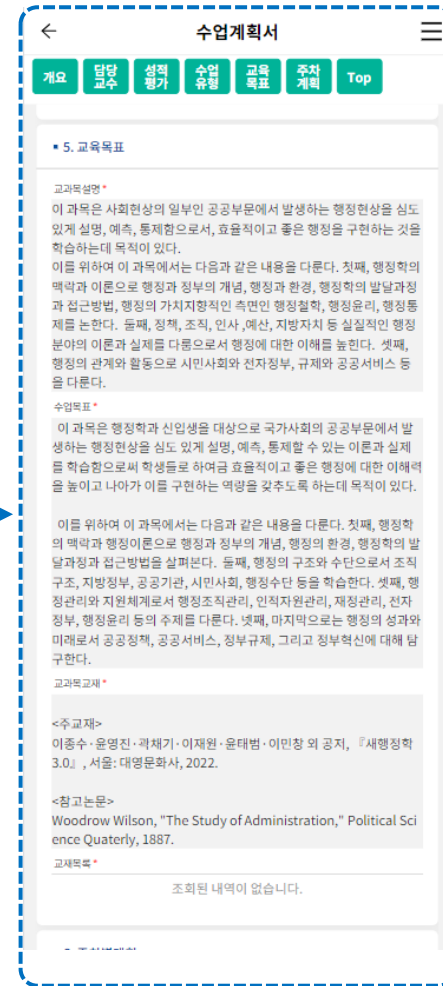 수업계획서
개요
담당
교수
성적
평가
수업
유형
교육
목표
주차
계획
Top
▪ 5. 교육목표
교과목설명 *
이 과목은 사회현상의 일부인 공공부문에서 발생하는 행정현상을 심도
있게 설명, 예측, 통제함으로서, 효율적이고 좋은 행정을 구현하는 것을
학습하는데 목적이 있다.
이를 위하여 이 과목에서는 다음과 같은 내용을 다룬다. 첫째, 행정학의
맥락과 이론으로 행정과 정부의 개념, 행정과 환경, 행정학의 발달과정
과 접근방법, 행정의 가치지향적인 측면인 행정철학, 행정윤리, 행정통
제를 논한다. 둘째, 정책, 조직, 인사 ,예산, 지방자치 등 실질적인 행정
분야의 이론과 실제를 다룸으로서 행정에 대한 이해를 높힌다. 셋째,
행정의 관계와 활동으로 시민사회와 전자정부, 규제와 공공서비스 등
을 다룬다.
수업목표 *
이 과목은 행정학과 신입생을 대상으로 국가사회의 공공부문에서 발
생하는 행정현상을 심도 있게 설명, 예측, 통제할 수 있는 이론과 실제
를 학습함으로써 학생들로 하여금 효율적이고 좋은 행정에 대한 이해력
을 높이고 나아가 이를 구현하는 역량을 갖추도록 하는데 목적이 있다.
이를 위하여 이 과목에서는 다음과 같은 내용을 다룬다. 첫째, 행정학
의 맥락과 행정이론으로 행정과 정부의 개념, 행정의 환경, 행정학의 발
달과정과 접근방법을 살펴본다. 둘째, 행정의 구조와 수단으로서 조직
구조, 지방정부, 공공기관, 시민사회, 행정수단 등을 학습한다. 셋째, 행
정관리와 지원체계로서 행정조직관리, 인적자원관리, 재정관리, 전자
정부, 행정윤리 등의 주제를 다룬다. 넷째, 마지막으로는 행정의 성과와
미래로서 공공정책, 공공서비스, 정부규제, 그리고 정부혁신에 대해 탐
구한다.
교과목교재 *
<주교재>
이종수·윤영진·곽채기·이재원·윤태범·이민창 외 공저, 『새행정학
3.0』, 서울: 대영문화사, 2022.
<참고논문>
Woodrow Wilson, "The Study of Administration," Political Sci
ence Quaterly, 1887.
교재목록 *
조회된 내역이 없습니다.